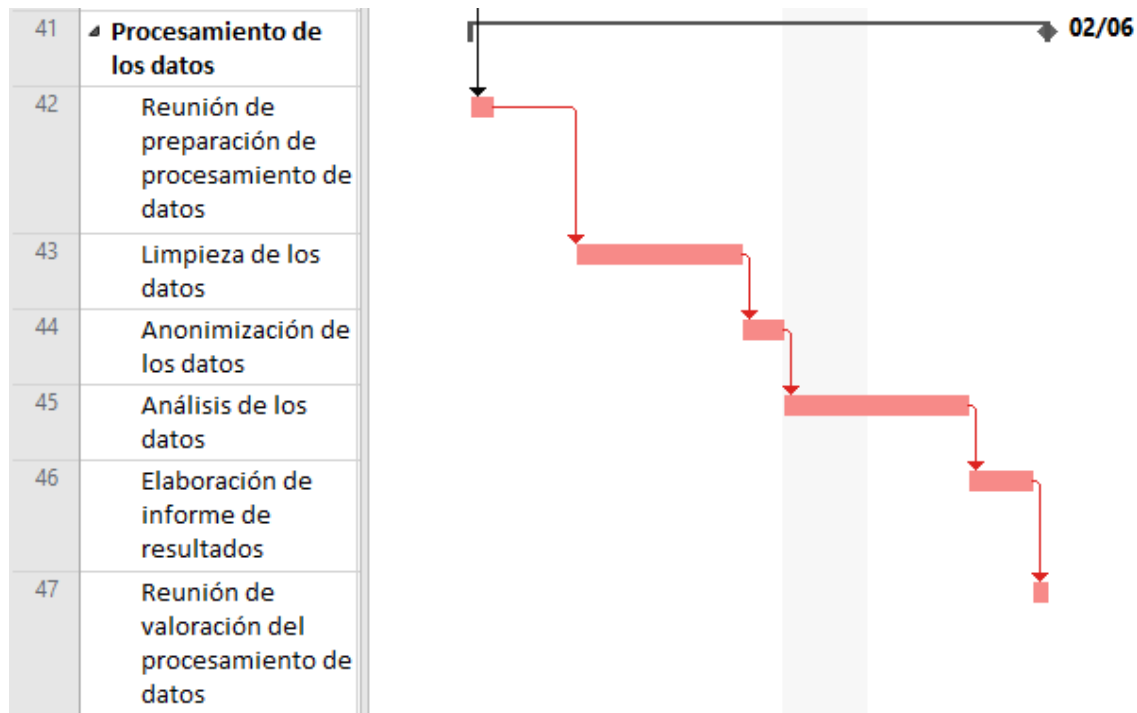 41 Procesamiento de
los datos
02/06
42 Reunión de
preparación de
procesamiento de
datos
43 Limpieza de los
datos
44 Anonimización de
los datos
45 Análisis de los
datos
46 Elaboración de
informe de
resultados
47 Reunión de
valoración del
procesamiento de
datos